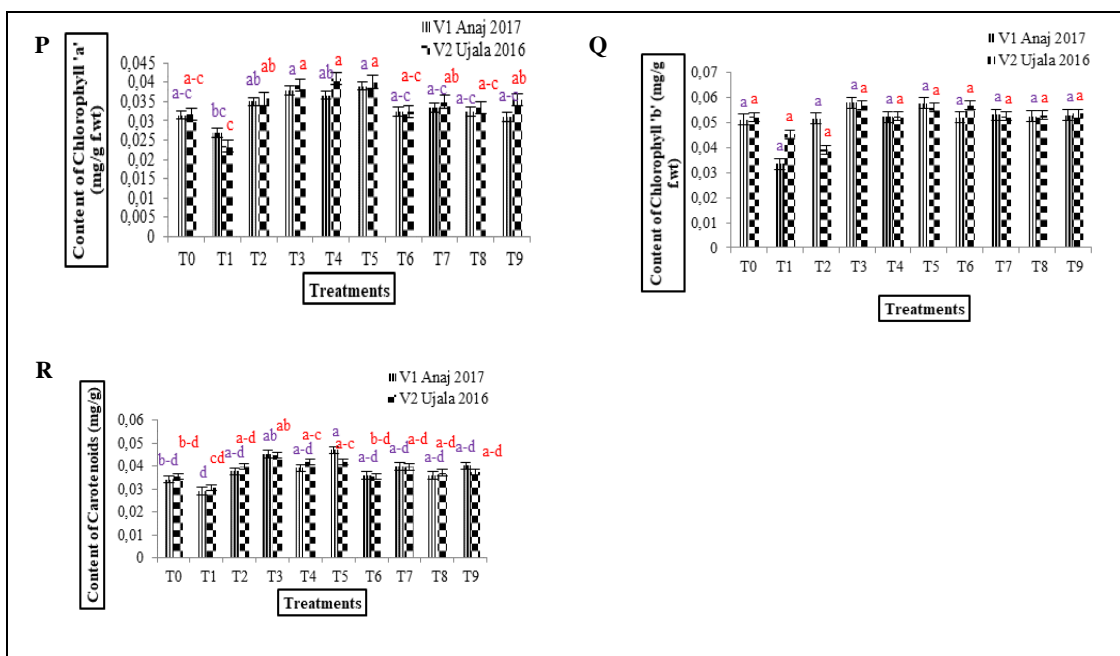 P
V1 Anaj 2017
V2 Ujala 2016
Content of Chlorophyll 'a'
(mg/g f.wt)
0,045
0,04
0,035
0,03
0,025
0,02
0,015
0,01
0,005
0
a-c
a-c
bc
c
ab
ab
a
a
ab
a
a
a
a-c
a-c
a-c
ab
a-c
a-c
a-c
ab
T0 T1 T2 T3 T4 T5 T6 T7 T8 T9
Treatments
Q
V1 Anaj 2017
V2 Ujala 2016
Content of Chlorophyll 'b' (mg/g
f.wt)
0,07
0,06
0,05
0,04
0,03
0,02
0,01
0
a a a a a a a a a a a a a a a a a a a a
T0 T1 T2 T3 T4 T5 T6 T7 T8 T9
Treatments
R
V1 Anaj 2017
V2 Ujala 2016
Content of Carotenoids (mg/g)
0,06
0,05
0,04
0,03
0,02
0,01
0
b-d
b-d
d
cd
a-d
a-d
ab
ab
a-d
a-c
a
a-c
a-d
b-d
a-d
a-d
a-d
a-d
a-d
a-d
T0 T1 T2 T3 T4 T5 T6 T7 T8 T9
Treatments